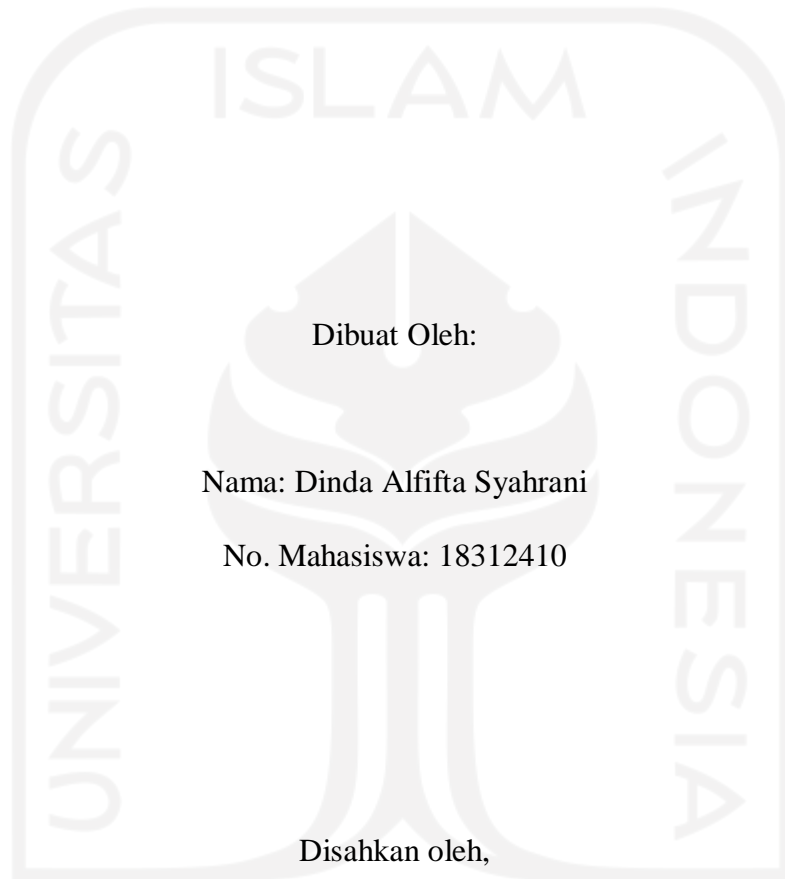 ISLAM
UNIVERSITAS
INDONESIA
Dibuat Oleh:
Nama: Dinda Alfifta Syahrani
No. Mahasiswa: 18312410
Disahkan oleh,